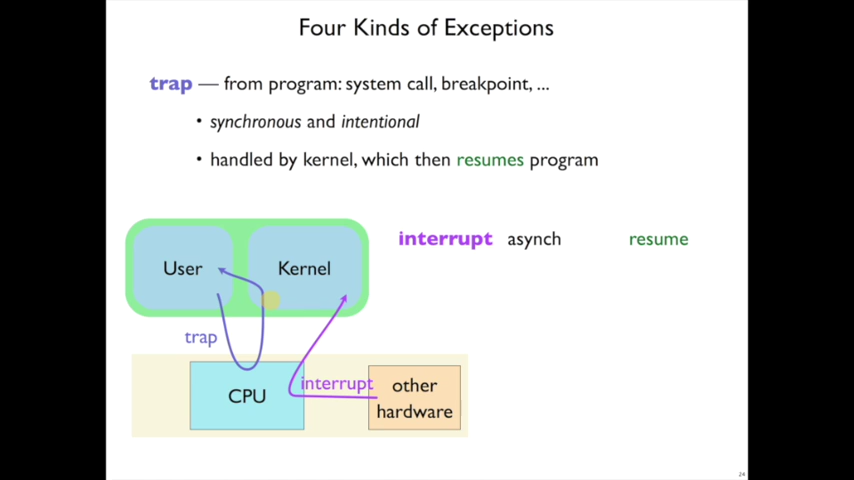 Four Kinds of Exceptions
trap — from program: system call, breakpoint, ...
• synchronous and intentional
• handled by kernel, which then resumes program
interrupt asynch resume
User Kernel
trap
interrupt
CPU
other
hardware
24